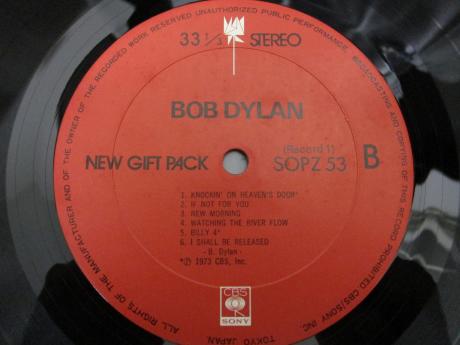 33 1/3 STEREO
BOB DYLAN
NEW GIFT PACK
(Record 1)
SOPZ 53
B
1. KNOCKIN' ON HEAVEN'S DOOR*
2. IF NOT FOR YOU
3. NEW MORNING
4. WATCHING THE RIVER FLOW
5. BILLY 4*
6. I SHALL BE RELEASED
- B. Dylan -
*Ⓟ 1973 CBS, Inc.
CBS
SONY
ALL RIGHTS OF THE MANUFACTURER AND OF THE OWNER OF THE RECORDED WORK RESERVED UNAUTHORIZED PUBLIC PERFORMANCE, BROADCASTING AND COPYING OF THIS RECORD PROHIBITED CBS/SONY INC. TOKYO JAPAN